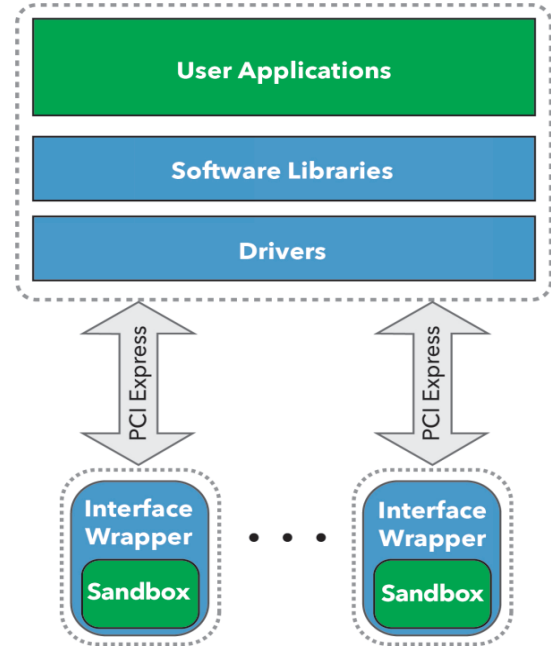 User Applications
Software Libraries
Drivers
PCI Express
PCI Express
Interface
Wrapper
Sandbox
Interface
Wrapper
Sandbox